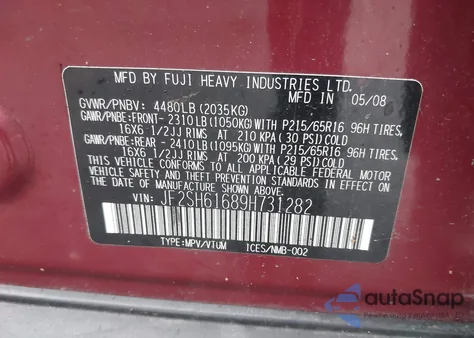 MFD BY FUJI HEAVY INDUSTRIES LTD.
IN 05/08
GVWR/PNBV: 4480LB(2035KG)
GAWR/PNBE:FRONT-2310LB(1050KG)WITH P215/65R16 96H TIRES,
16X6 1/2JJ RIMS AT 210 KPA(30 PSI)COLD
GAWR/PNBE:REAR -2410LB(1095KG)WITH P215/65R16 96H TIRES,
16X6 1/2JJ RIMS AT 200 KPA(29 PSI)COLD
THIS VEHICLE CONFORMS TO ALL APPLICABLE FEDERAL MOTOR
VEHICLE SAFETY AND THEFT PREVENTION STANDARDS
IN EFFECT ON THE DATE OF MANUFACTURE SHOWN ABOVE.
VIN: JF2SH61689H731282
TYPE:MPV/VTUM ICES/NMB-002
autoSnap